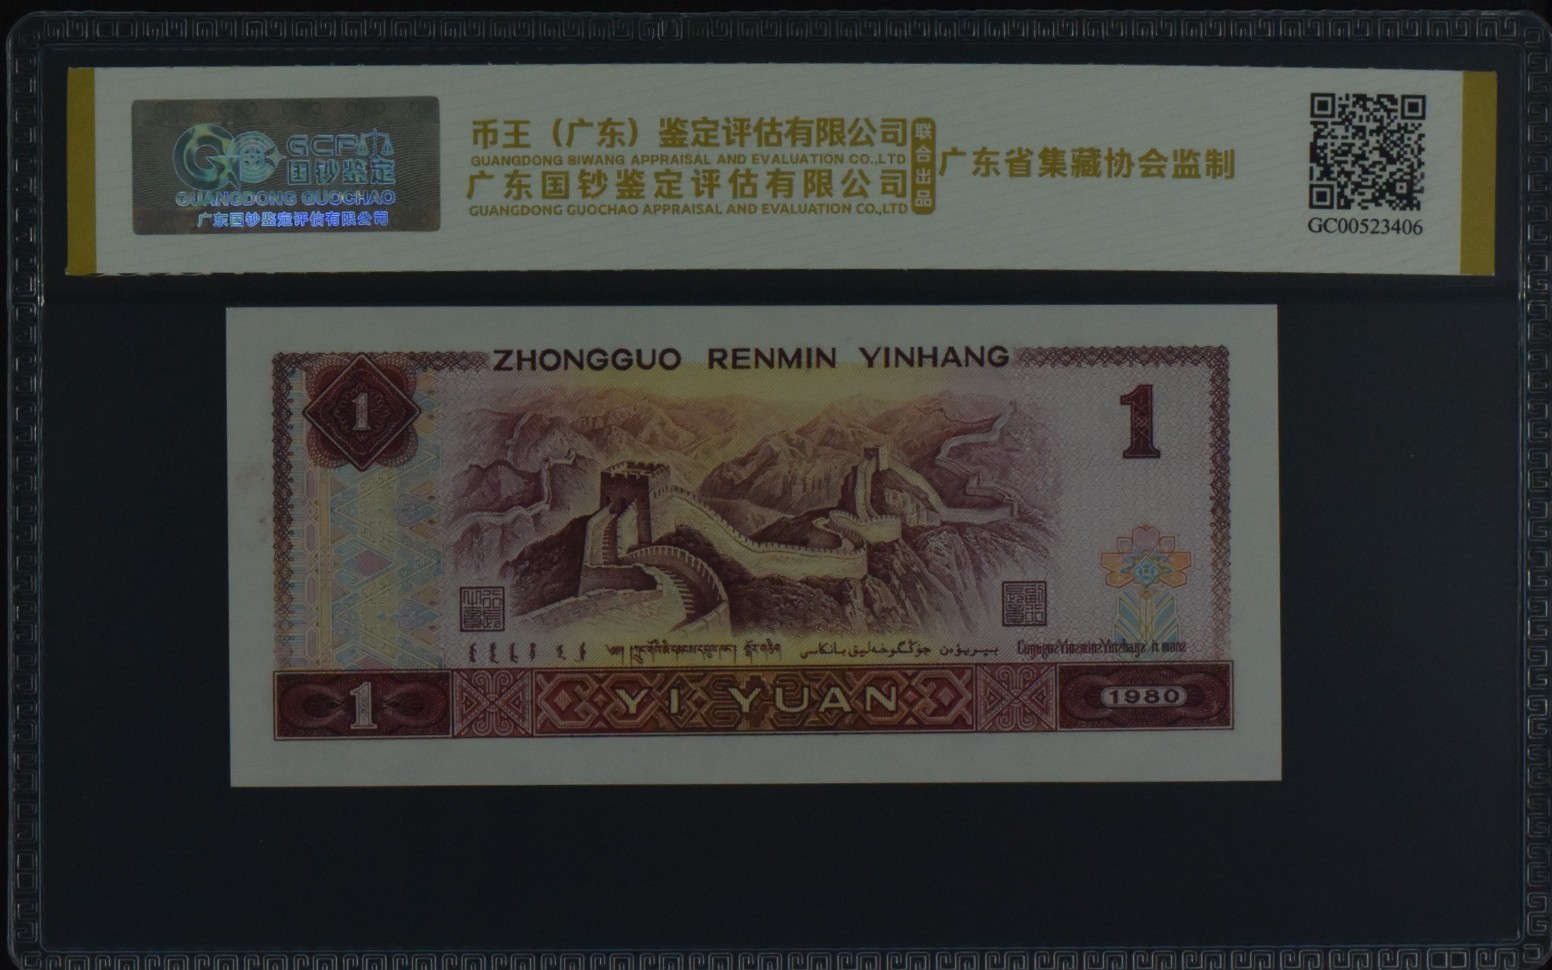 GCP
国钞鉴定
GUANGDONG GUOCHAO
广东国钞鉴定评估有限公司
币王（广东）鉴定评估有限公司
GUANGDONG BIWANG APPRAISAL AND EVALUATION CO.,LTD
广东国钞鉴定评估有限公司
GUANGDONG GUOCHAO APPRAISAL AND EVALUATION CO.,LTD
联合出品
广东省集藏协会监制
GC00523406
ZHONGGUO RENMIN YINHANG
1
1
1
YI YUAN
1980